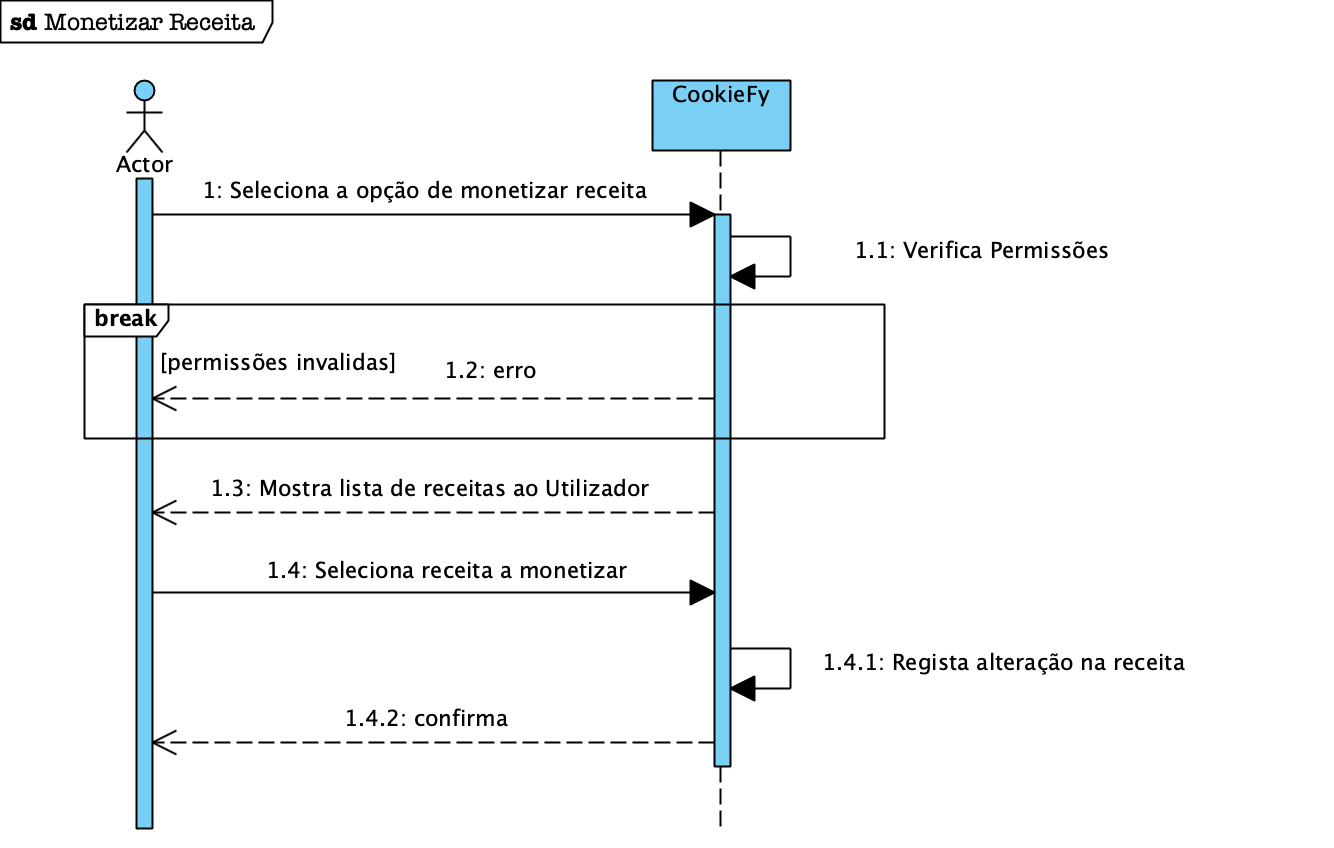 sd Monetizar Receita
CookieFy
Actor
1: Seleciona a opção de monetizar receita
1.1: Verifica Permissões
break
[permissões invalidas]
1.2: erro
1.3: Mostra lista de receitas ao Utilizador
1.4: Seleciona receita a monetizar
1.4.1: Regista alteração na receita
1.4.2: confirma